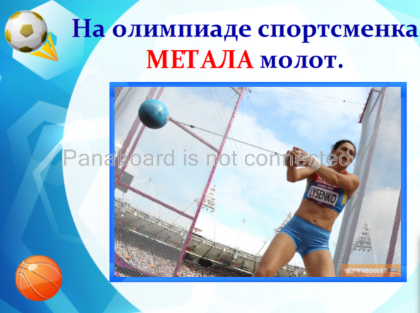 На олимпиаде спортсменка
МЕТАЛА молот.
Panaboard is not connected
LYSENKO